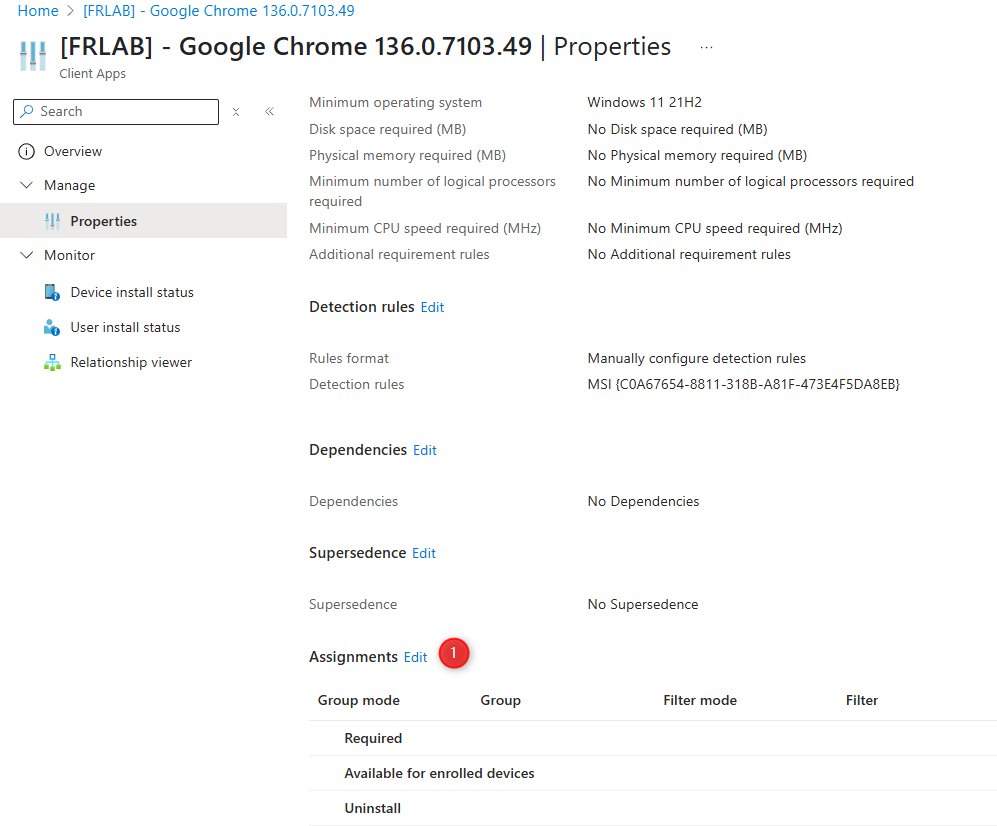 Home > [FRLAB] - Google Chrome 136.0.7103.49
[FRLAB] - Google Chrome 136.0.7103.49 | Properties ...
Client Apps
Search
Overview
Manage
Properties
Monitor
Device install status
User install status
Relationship viewer
Minimum operating system Windows 11 21H2
Disk space required (MB) No Disk space required (MB)
Physical memory required (MB) No Physical memory required (MB)
Minimum number of logical processors No Minimum number of logical processors required
required
Minimum CPU speed required (MHz) No Minimum CPU speed required (MHz)
Additional requirement rules No Additional requirement rules
Detection rules Edit
Rules format Manually configure detection rules
Detection rules MSI {C0A67654-8811-318B-A81F-473E4F5DA8EB}
Dependencies Edit
Dependencies No Dependencies
Supersedence Edit
Supersedence No Supersedence
Assignments Edit 1
Group mode Group Filter mode Filter
Required
Available for enrolled devices
Uninstall